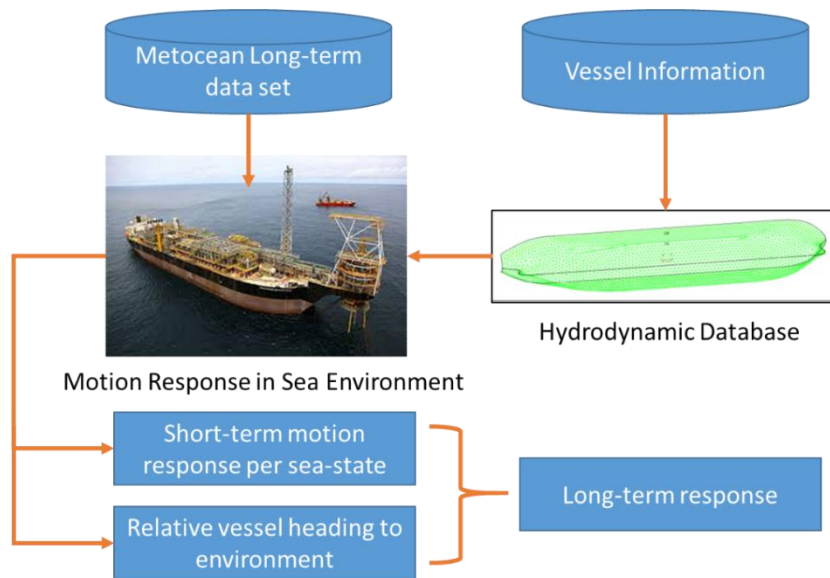 Metocean Long-term
data set
Vessel Information
Hydrodynamic Database
Motion Response in Sea Environment
Short-term motion
response per sea-state
Long-term response
Relative vessel heading to
environment